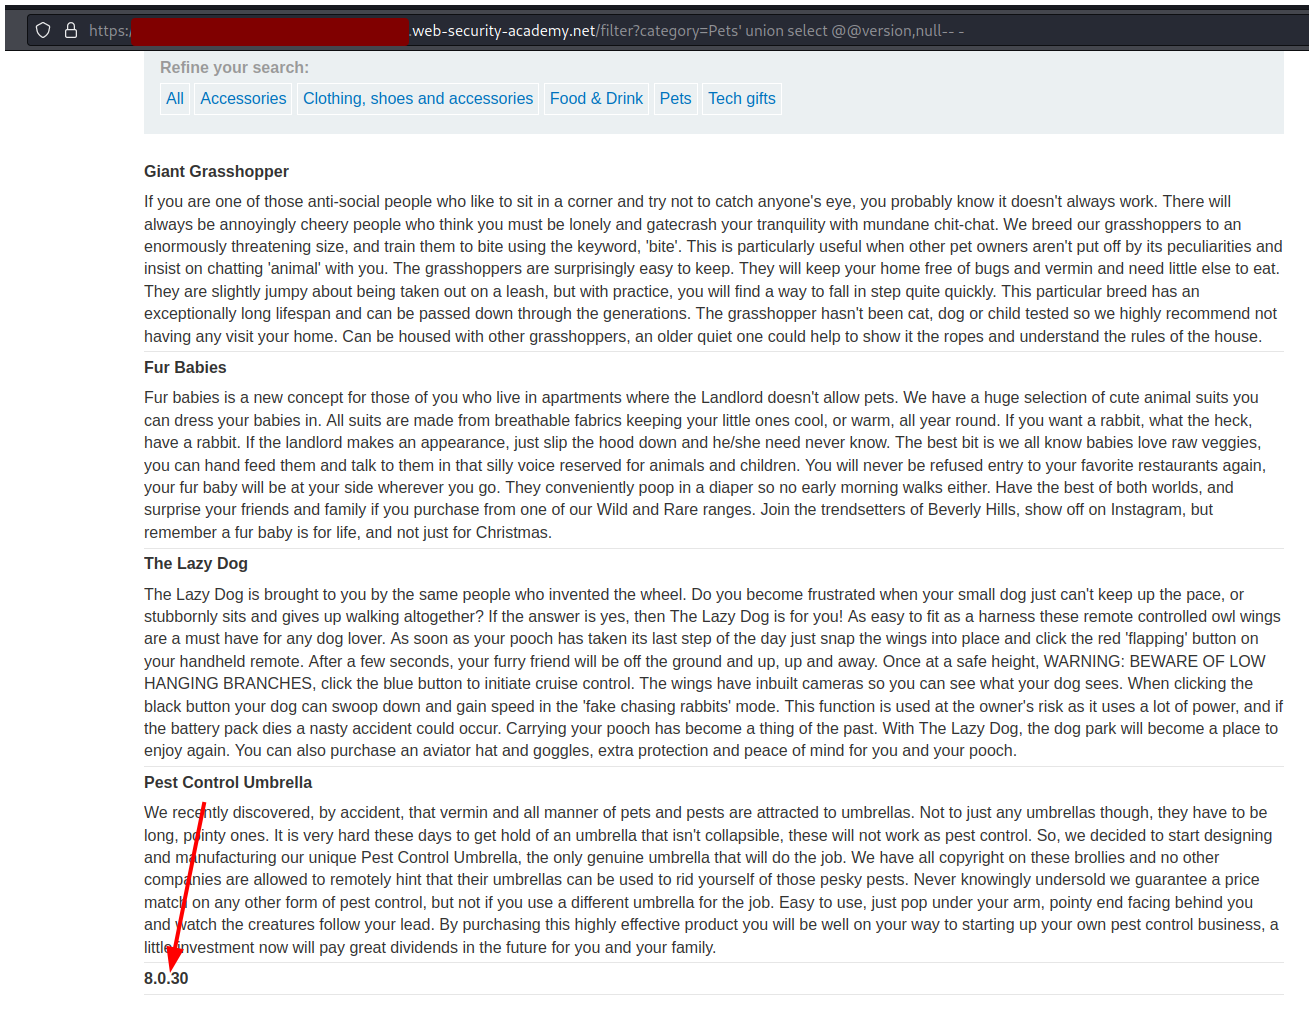 https:/.web-security-academy.net/filter?category=Pets' union select @@version,null-- -
Refine your search:
All Accessories Clothing, shoes and accessories Food & Drink Pets Tech gifts
Giant Grasshopper
If you are one of those anti-social people who like to sit in a corner and try not to catch anyone's eye, you probably know it doesn't always work. There will
always be annoyingly cheery people who think you must be lonely and gatecrash your tranquility with mundane chit-chat. We breed our grasshoppers to an
enormously threatening size, and train them to bite using the keyword, 'bite'. This is particularly useful when other pet owners aren't put off by its peculiarities and
insist on chatting 'animal' with you. The grasshoppers are surprisingly easy to keep. They will keep your home free of bugs and vermin and need little else to eat.
They are slightly jumpy about being taken out on a leash, but with practice, you will find a way to fall in step quite quickly. This particular breed has an
exceptionally long lifespan and can be passed down through the generations. The grasshopper hasn't been cat, dog or child tested so we highly recommend not
having any visit your home. Can be housed with other grasshoppers, an older quiet one could help to show it the ropes and understand the rules of the house.
Fur Babies
Fur babies is a new concept for those of you who live in apartments where the Landlord doesn't allow pets. We have a huge selection of cute animal suits you
can dress your babies in. All suits are made from breathable fabrics keeping your little ones cool, or warm, all year round. If you want a rabbit, what the heck,
have a rabbit. If the landlord makes an appearance, just slip the hood down and he/she need never know. The best bit is we all know babies love raw veggies,
you can hand feed them and talk to them in that silly voice reserved for animals and children. You will never be refused entry to your favorite restaurants again,
your fur baby will be at your side wherever you go. They conveniently poop in a diaper so no early morning walks either. Have the best of both worlds, and
surprise your friends and family if you purchase from one of our Wild and Rare ranges. Join the trendsetters of Beverly Hills, show off on Instagram, but
remember a fur baby is for life, and not just for Christmas.
The Lazy Dog
The Lazy Dog is brought to you by the same people who invented the wheel. Do you become frustrated when your small dog just can't keep up the pace, or
stubbornly sits and gives up walking altogether? If the answer is yes, then The Lazy Dog is for you! As easy to fit as a harness these remote controlled owl wings
are a must have for any dog lover. As soon as your pooch has taken its last step of the day just snap the wings into place and click the red 'flapping' button on
your handheld remote. After a few seconds, your furry friend will be off the ground and up, up and away. Once at a safe height, WARNING: BEWARE OF LOW
HANGING BRANCHES, click the blue button to initiate cruise control. The wings have inbuilt cameras so you can see what your dog sees. When clicking the
black button your dog can swoop down and gain speed in the 'fake chasing rabbits' mode. This function is used at the owner's risk as it uses a lot of power, and if
the battery pack dies a nasty accident could occur. Carrying your pooch has become a thing of the past. With The Lazy Dog, the dog park will become a place to
enjoy again. You can also purchase an aviator hat and goggles, extra protection and peace of mind for you and your pooch.
Pest Control Umbrella
We recently discovered, by accident, that vermin and all manner of pets and pests are attracted to umbrellas. Not to just any umbrellas though, they have to be
long, pointy ones. It is very hard these days to get hold of an umbrella that isn't collapsible, these will not work as pest control. So, we decided to start designing
and manufacturing our unique Pest Control Umbrella, the only genuine umbrella that will do the job. We have all copyright on these brollies and no other
companies are allowed to remotely hint that their umbrellas can be used to rid yourself of those pesky pests. Never knowingly undersold we guarantee a price
match on any other form of pest control, but not if you use a different umbrella for the job. Easy to use, just pop under your arm, pointy end facing behind you
and watch the creatures follow your lead. By purchasing this highly effective product you will be well on your way to starting up your own pest control business, a
little investment now will pay great dividends in the future for you and your family.
8.0.30